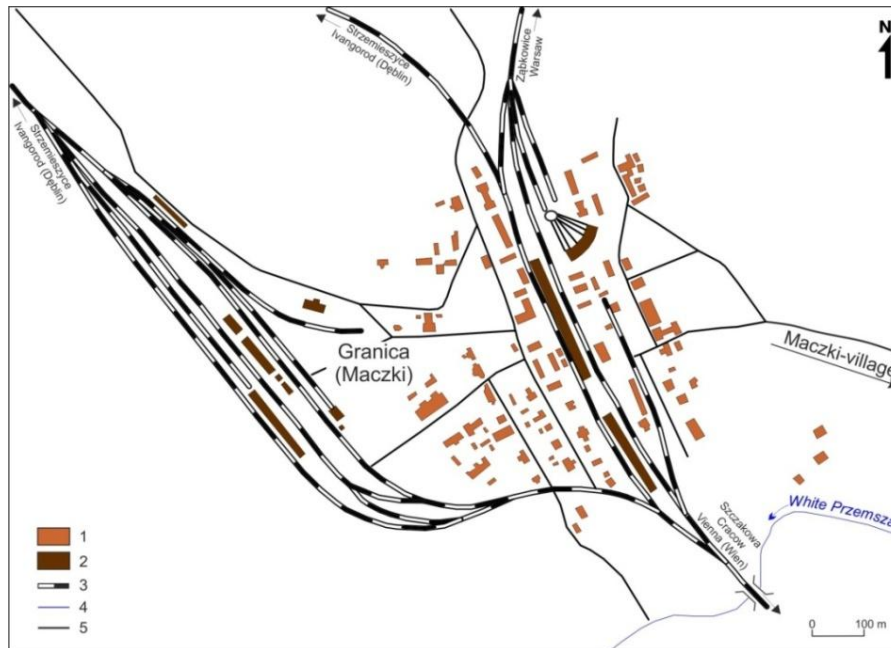 Strzemieszyce
Ivangorod (Dęblin)
Ząbkowice
Warsaw
N
Strzemieszyce
Ivangorod (Dęblin)
Granica
(Maczki)
Maczki-village
White Przemsza
Szczakowa
Cracow
Vienna (Wien)
1
2
3
4
5
0 100 m